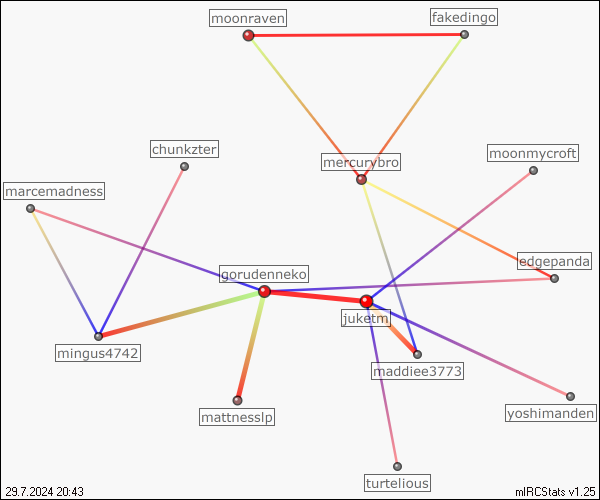 moonraven
fakedingo
chunkzter
mercurybro
moonmycroft
marcemadness
edgepanda
gorudenneko
juketm
mingus4742
maddiee3773
mattnesslp
yoshimanden
turtelious
29.7.2024 20:43
mIRCStats v1.25